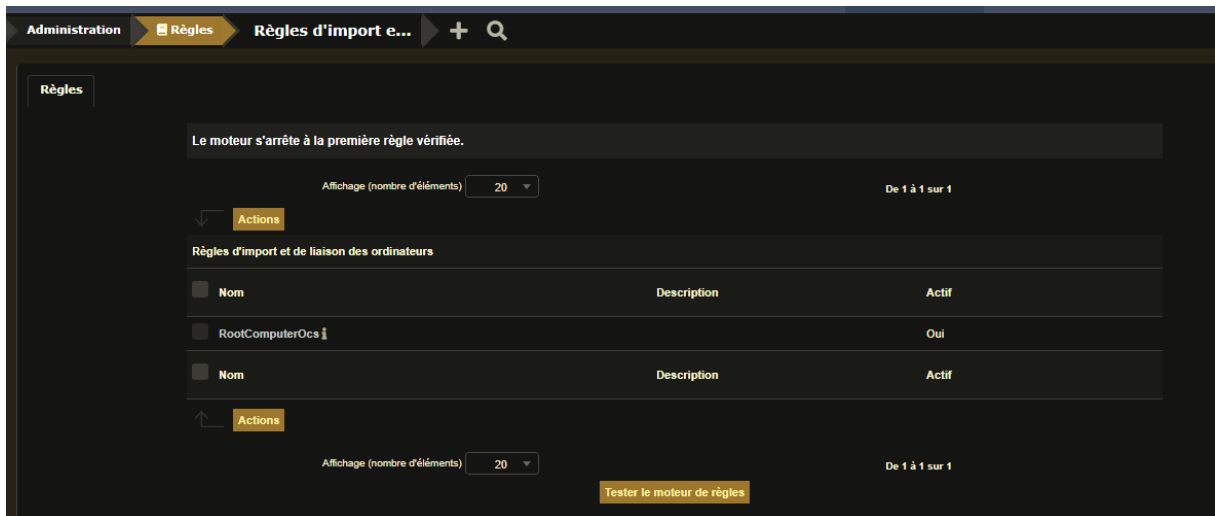 Administration Règles Règles d'import e...
Règles
Le moteur s'arrête à la première règle vérifiée.
Affichage (nombre d'éléments) 20 De 1 à 1 sur 1
Actions
Règles d'import et de liaison des ordinateurs
Nom Description Actif
RootComputerOcs Oui
Nom Description Actif
Actions
Affichage (nombre d'éléments) 20 De 1 à 1 sur 1
Tester le moteur de règles